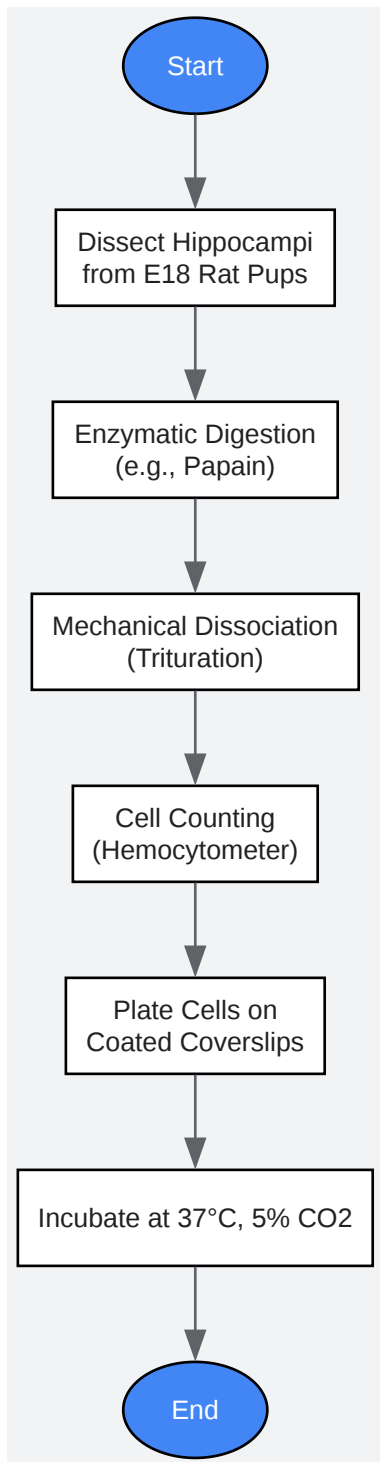 Start
Dissect Hippocampi
from E18 Rat Pups
Enzymatic Digestion
(e.g., Papain)
Mechanical Dissociation
(Trituration)
Cell Counting
(Hemocytometer)
Plate Cells on
Coated Coverslips
Incubate at 37°C, 5% CO2
End